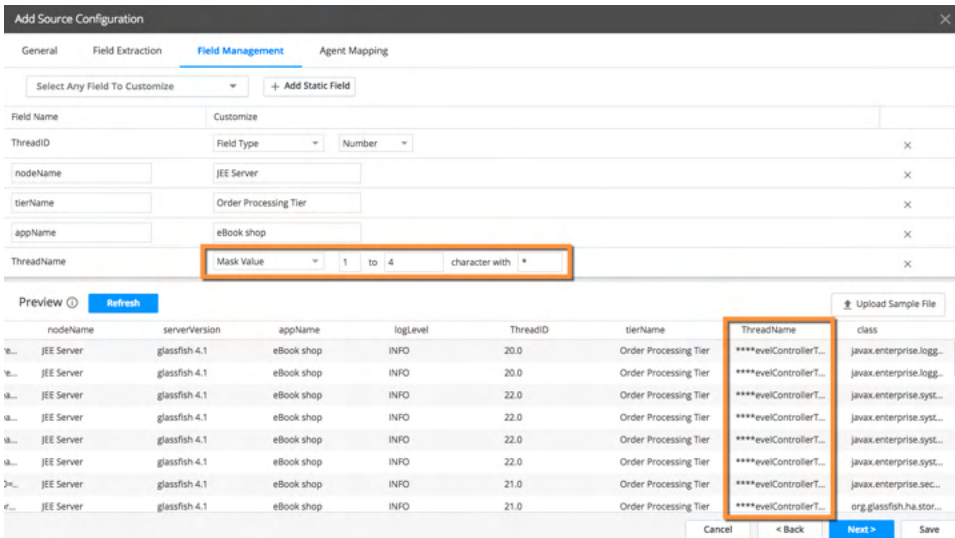 Add Source Configuration
General Field Extraction Field Management Agent Mapping
Select Any Field To Customize + Add Static Field
Field Name Customize
ThreadID Field Type Number
nodeName JEE Server
tierName Order Processing Tier
appName eBook shop
ThreadName Mask Value 1 to 4 character with *
Preview Refresh Upload Sample File
nodeName serverVersion appName logLevel ThreadID tierName ThreadName class
JEE Server glassfish 4.1 eBook shop INFO 20.0 Order Processing Tier ****evelControllerT... javax.enterprise.logg...
JEE Server glassfish 4.1 eBook shop INFO 20.0 Order Processing Tier ****evelControllerT... javax.enterprise.logg...
JEE Server glassfish 4.1 eBook shop INFO 22.0 Order Processing Tier ****evelControllerT... javax.enterprise.syst...
JEE Server glassfish 4.1 eBook shop INFO 22.0 Order Processing Tier ****evelControllerT... javax.enterprise.syst...
JEE Server glassfish 4.1 eBook shop INFO 22.0 Order Processing Tier ****evelControllerT... javax.enterprise.syst...
JEE Server glassfish 4.1 eBook shop INFO 22.0 Order Processing Tier ****evelControllerT... javax.enterprise.syst...
JEE Server glassfish 4.1 eBook shop INFO 21.0 Order Processing Tier ****evelControllerT... javax.enterprise.sec...
JEE Server glassfish 4.1 eBook shop INFO 21.0 Order Processing Tier ****evelControllerT... org.glassfish.ha.stor...
Cancel < Back Next > Save